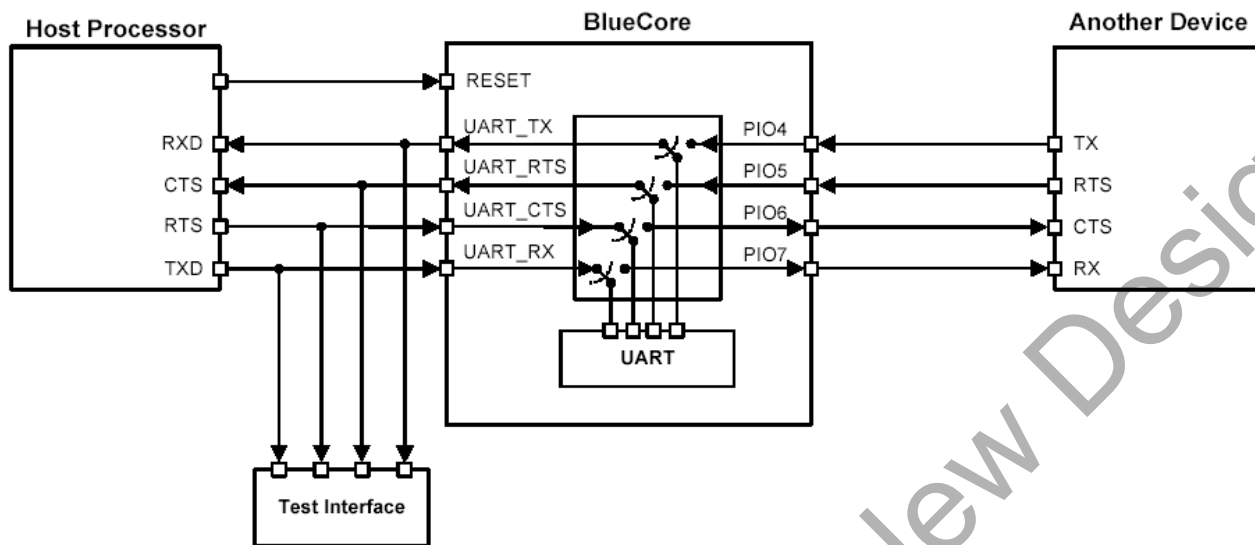 Host Processor
BlueCore
Another Device
RESET
RXD
UART_TX
PIO4
TX
CTS
UART_RTS
PIO5
RTS
RTS
UART_CTS
PIO6
CTS
TXD
UART_RX
PIO7
RX
UART
Test Interface